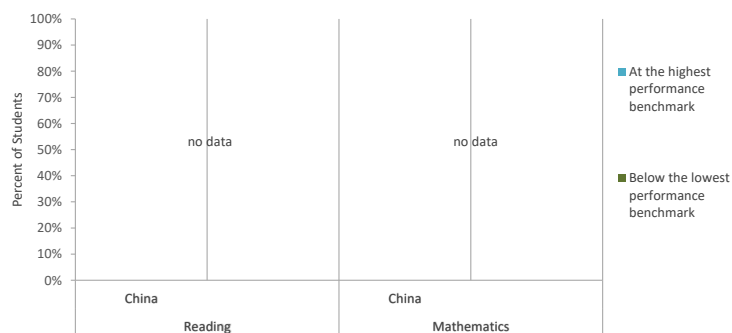 100%
90%
80%
70%
60%
50%
40%
30%
20%
10%
0%
Percent of Students
no data
no data
China
China
Reading
Mathematics
At the highest
performance
benchmark
Below the lowest
performance
benchmark